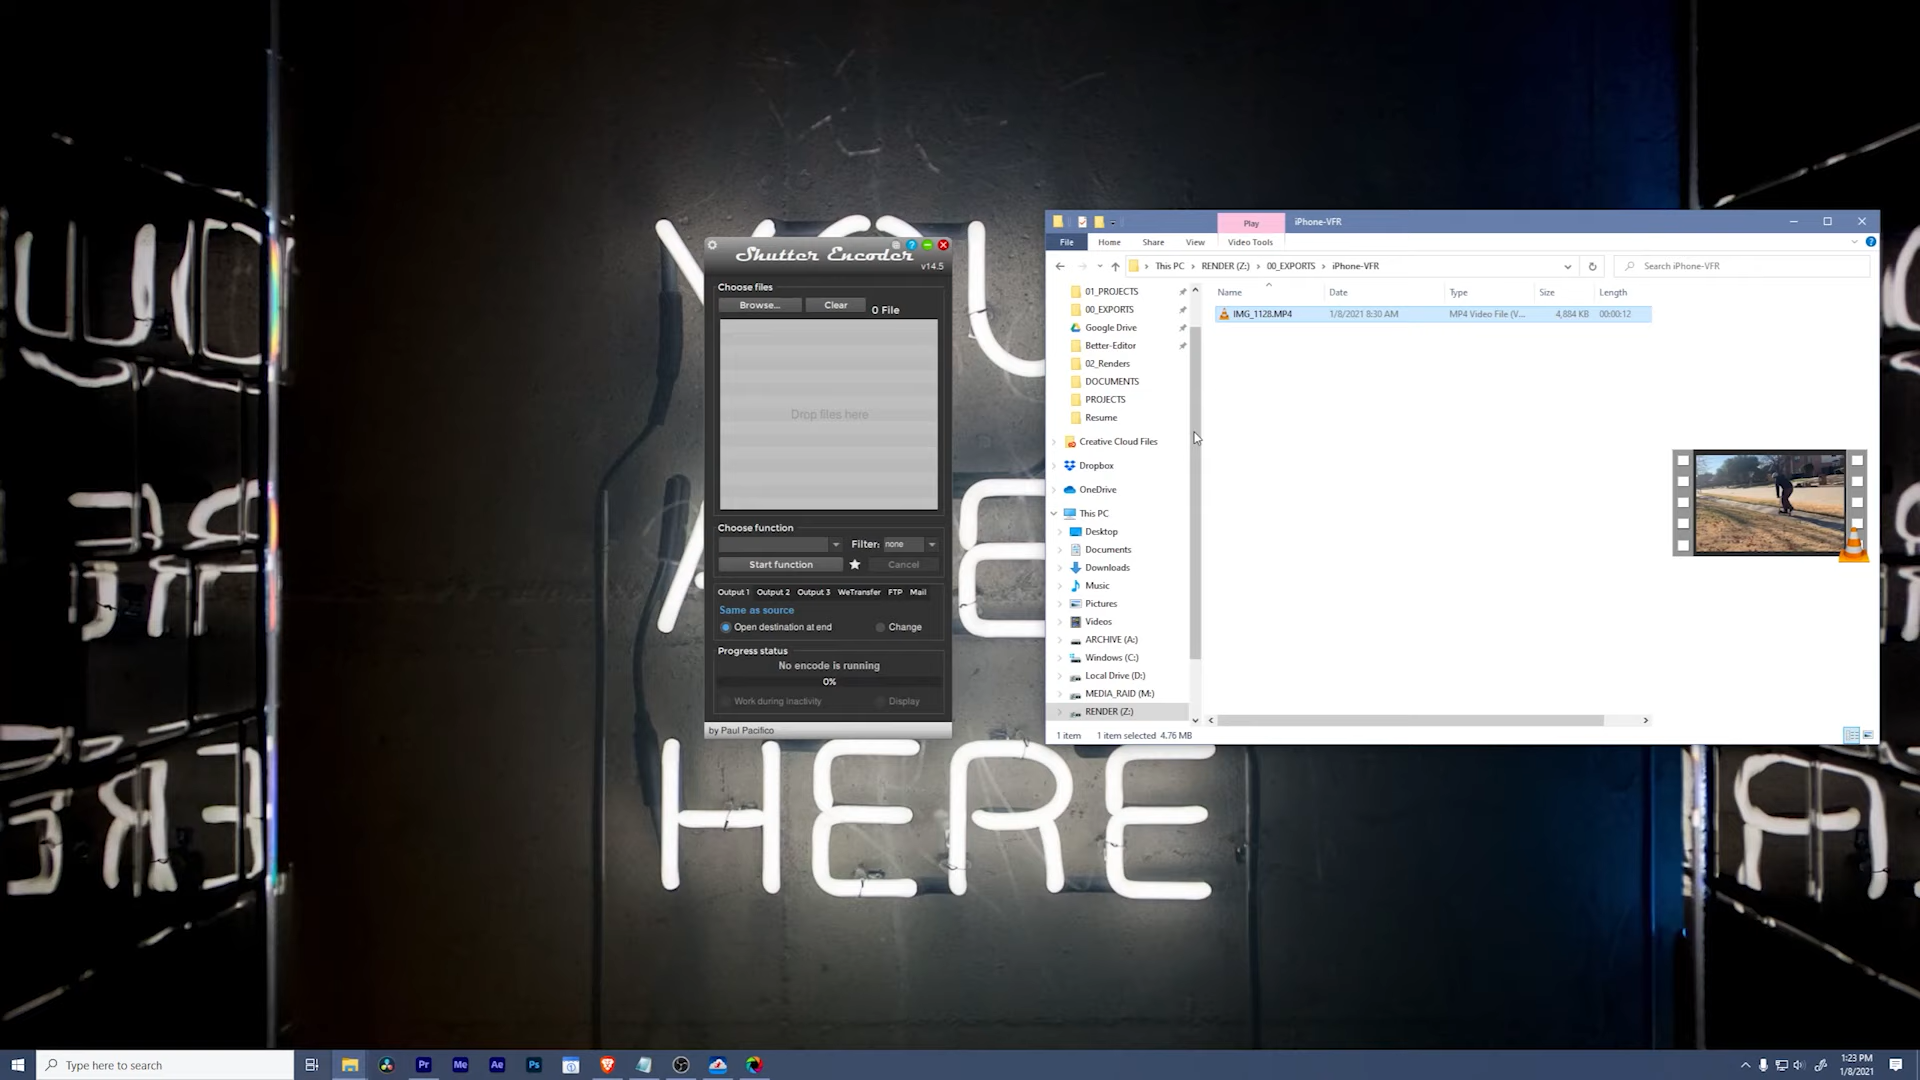 Shutter Encoder
v14.5
Choose files
Browse... Clear 0 File
Drop files here
Choose function
Filter: none
Start function Cancel
Output 1 Output 2 Output 3 WeTransfer FTP Mail
Same as source
Open destination at end Change
Progress status
No encode is running
0%
Work during inactivity Display
by Paul Pacifico
Play iPhone-VFR
File Home Share View Video Tools
This PC RENDER (Z:) 00_EXPORTS iPhone-VFR Search iPhone-VFR
Name Date Type Size Length
IMG_1128.MP4 1/8/2021 8:30 AM MP4 Video File (V... 4,884 KB 00:00:12
01_PROJECTS
00_EXPORTS
Google Drive
Better-Editor
02_Renders
DOCUMENTS
PROJECTS
Resume
Creative Cloud Files
Dropbox
OneDrive
This PC
Desktop
Documents
Downloads
Music
Pictures
Videos
ARCHIVE (A:)
Windows (C:)
Local Drive (D:)
MEDIA_RAID (M:)
RENDER (Z:)
1 item 1 item selected 4.76 MB
HERE
Type here to search
Pr Me Ae Ps
1:23 PM
1/8/2021